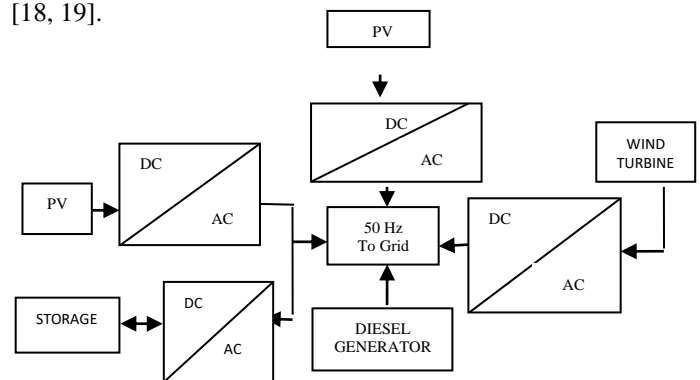 [18, 19].
PV
DC
AC
WIND
TURBINE
DC
AC
PV
50 Hz
To Grid
DC
AC
STORAGE
DC
AC
DIESEL
GENERATOR